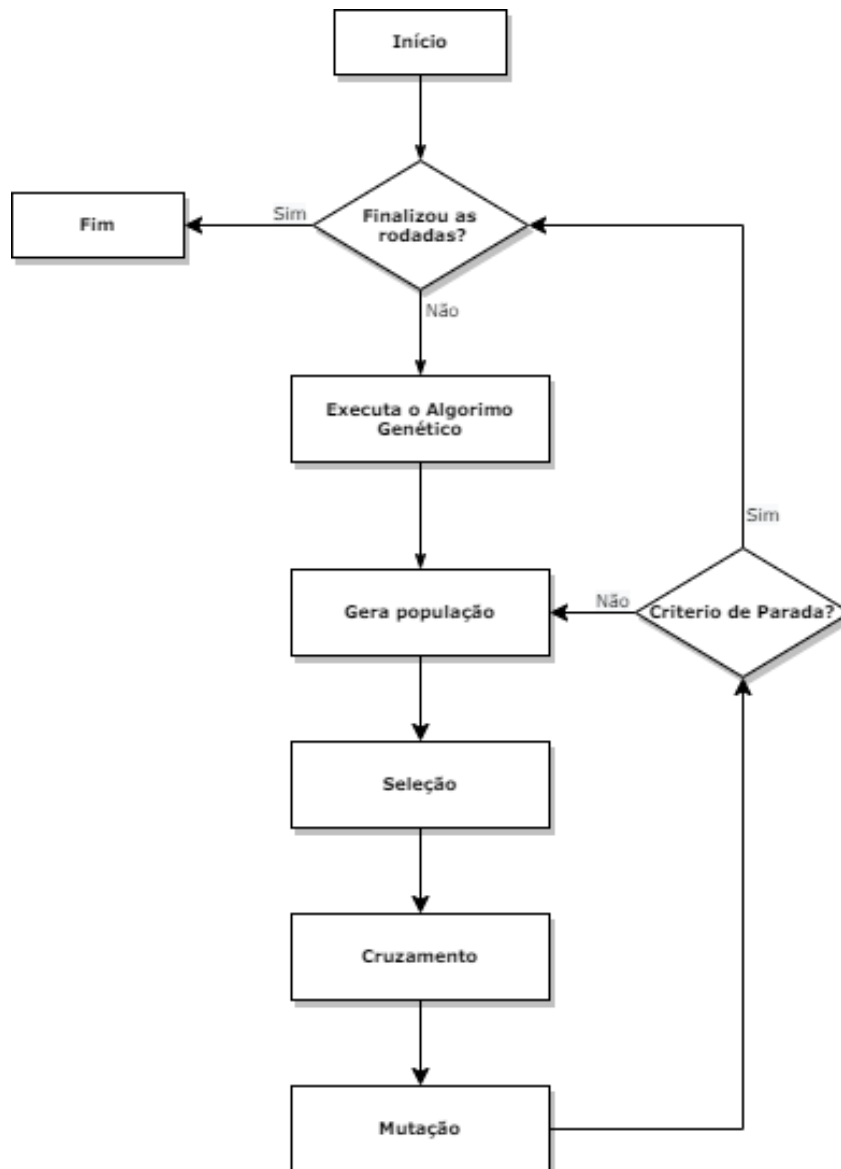 Início
Finalizou as
rodadas?
Sim
Fim
Não
Executa o Algorimo
Genético
Sim
Gera população
Não
Criterio de Parada?
Seleção
Cruzamento
Mutação